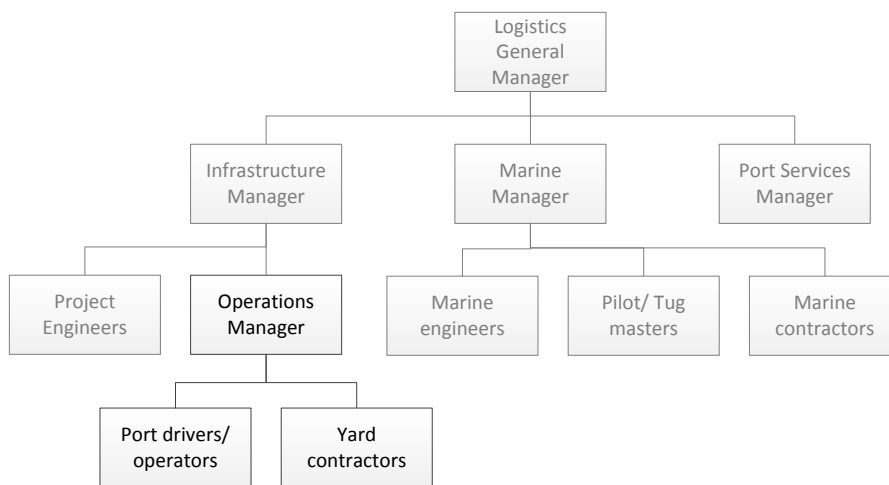 Logistics
General
Manager
Infrastructure
Manager
Marine
Manager
Port Services
Manager
Project
Engineers
Operations
Manager
Marine
engineers
Pilot/ Tug
masters
Marine
contractors
Port drivers/
operators
Yard
contractors